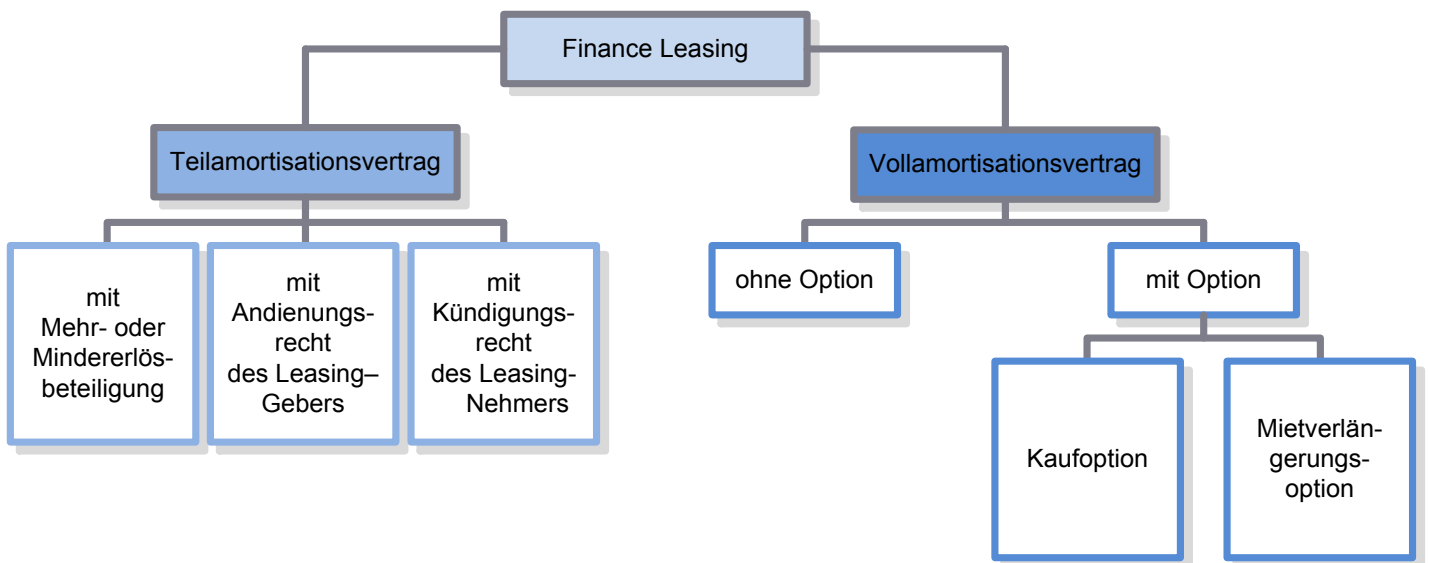 Finance Leasing
Teilamortisationsvertrag
Vollamortisationsvertrag
mit
Mehr- oder
Mindererlös-
beteiligung
mit
Andienungs-
recht
des Leasing–
Gebers
mit
Kündigungs-
recht
des Leasing-
Nehmers
ohne Option
mit Option
Kaufoption
Mietverlän-
gerungs-
option